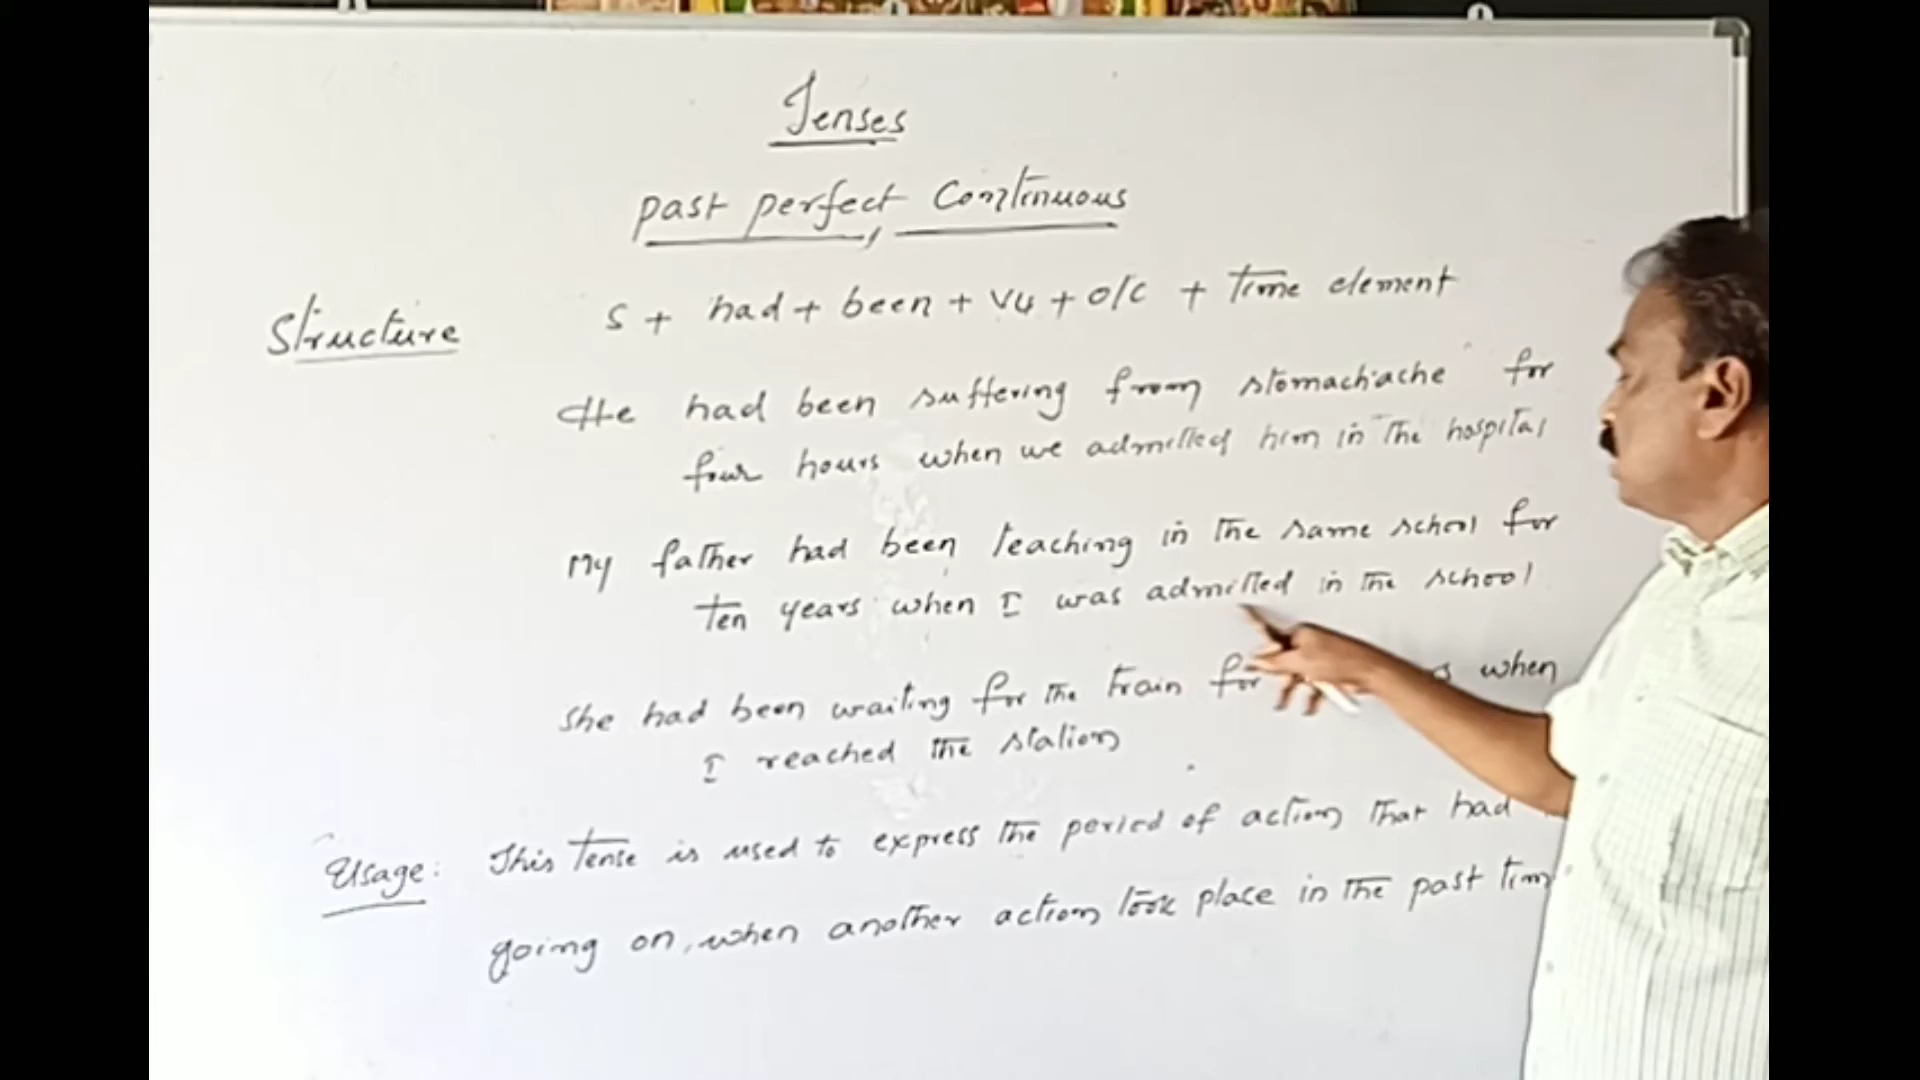 Tenses
past perfect Continuous
Structure S + had + been + V4 + O/C + Time element
He had been suffering from stomachache for
four hours when we admitted him in the hospital
My father had been teaching in the same school for
ten years when I was admitted in the school
She had been waiting for the train for when
I reached the station
Usage: This tense is used to express the period of action that had
going on, when another action took place in the past